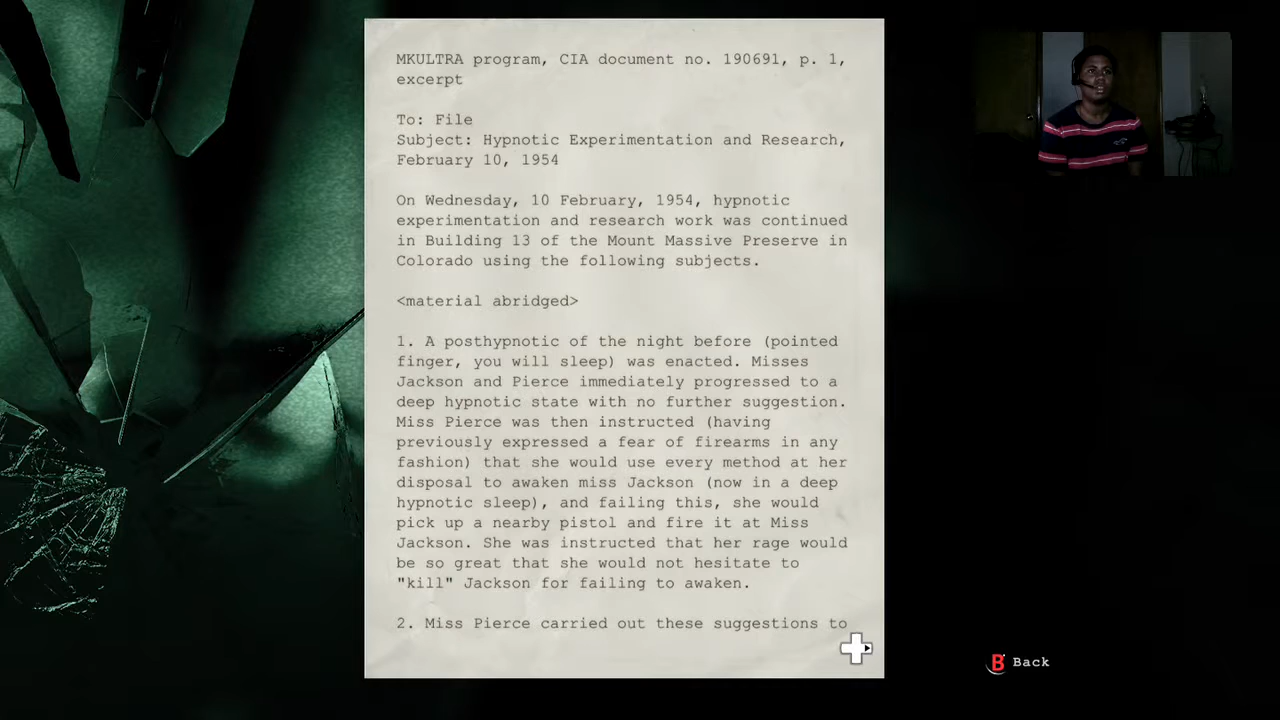 MKULTRA program, CIA document no. 190691, p. 1,
excerpt
To: File
Subject: Hypnotic Experimentation and Research,
February 10, 1954
On Wednesday, 10 February, 1954, hypnotic
experimentation and research work was continued
in Building 13 of the Mount Massive Preserve in
Colorado using the following subjects.
<material abridged>
1. A posthypnotic of the night before (pointed
finger, you will sleep) was enacted. Misses
Jackson and Pierce immediately progressed to a
deep hypnotic state with no further suggestion.
Miss Pierce was then instructed (having
previously expressed a fear of firearms in any
fashion) that she would use every method at her
disposal to awaken miss Jackson (now in a deep
hypnotic sleep), and failing this, she would
pick up a nearby pistol and fire it at Miss
Jackson. She was instructed that her rage would
be so great that she would not hesitate to
"kill" Jackson for failing to awaken.
2. Miss Pierce carried out these suggestions to
B Back